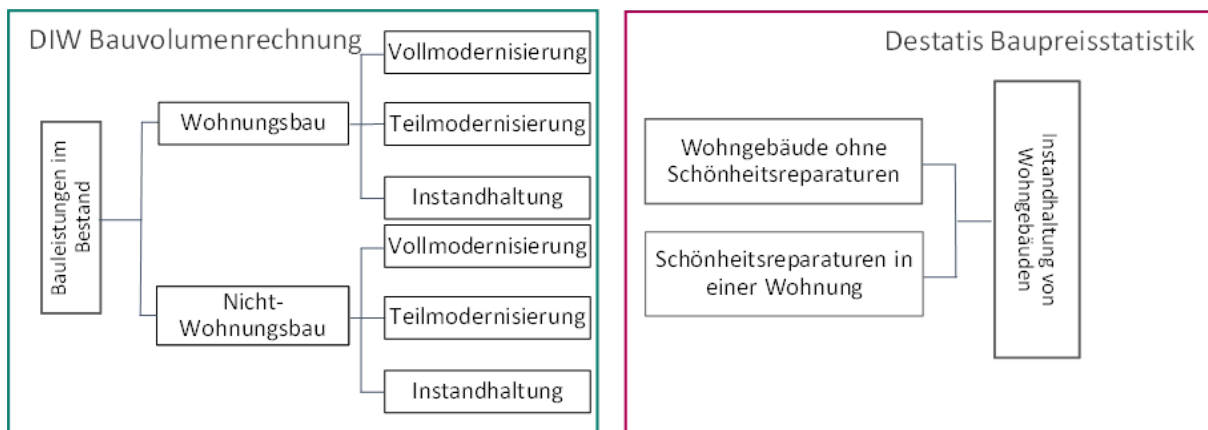 DIW Bauvolumenrechnung
Bauleistungen im
Bestand
Wohnungsbau
Vollmodernisierung
Teilmodernisierung
Instandhaltung
Nicht-
Wohnungsbau
Vollmodernisierung
Teilmodernisierung
Instandhaltung
Destatis Baupreisstatistik
Wohngebäude ohne
Schönheitsreparaturen
Schönheitsreparaturen in
einer Wohnung
Instandhaltung von
Wohngebäuden